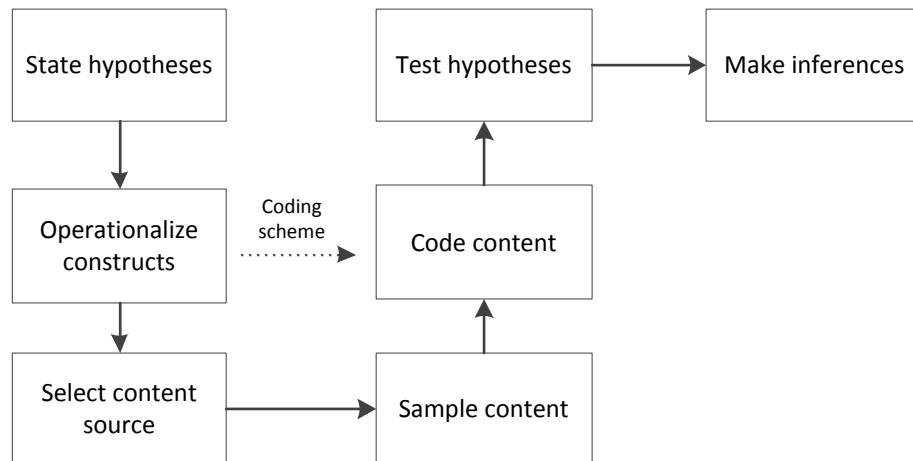 State hypotheses
Test hypotheses
Make inferences
Operationalize
constructs
Coding
scheme
Code content
Select content
source
Sample content